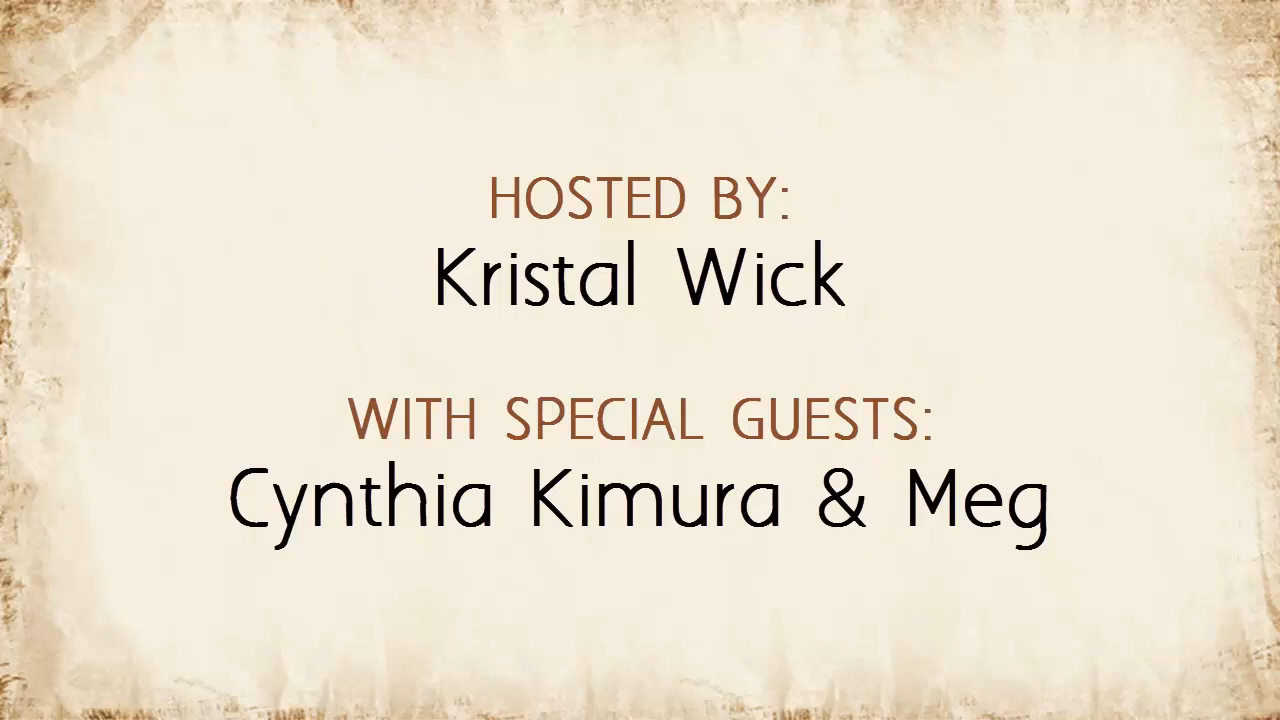 HOSTED BY:
Kristal Wick
WITH SPECIAL GUESTS:
Cynthia Kimura & Meg